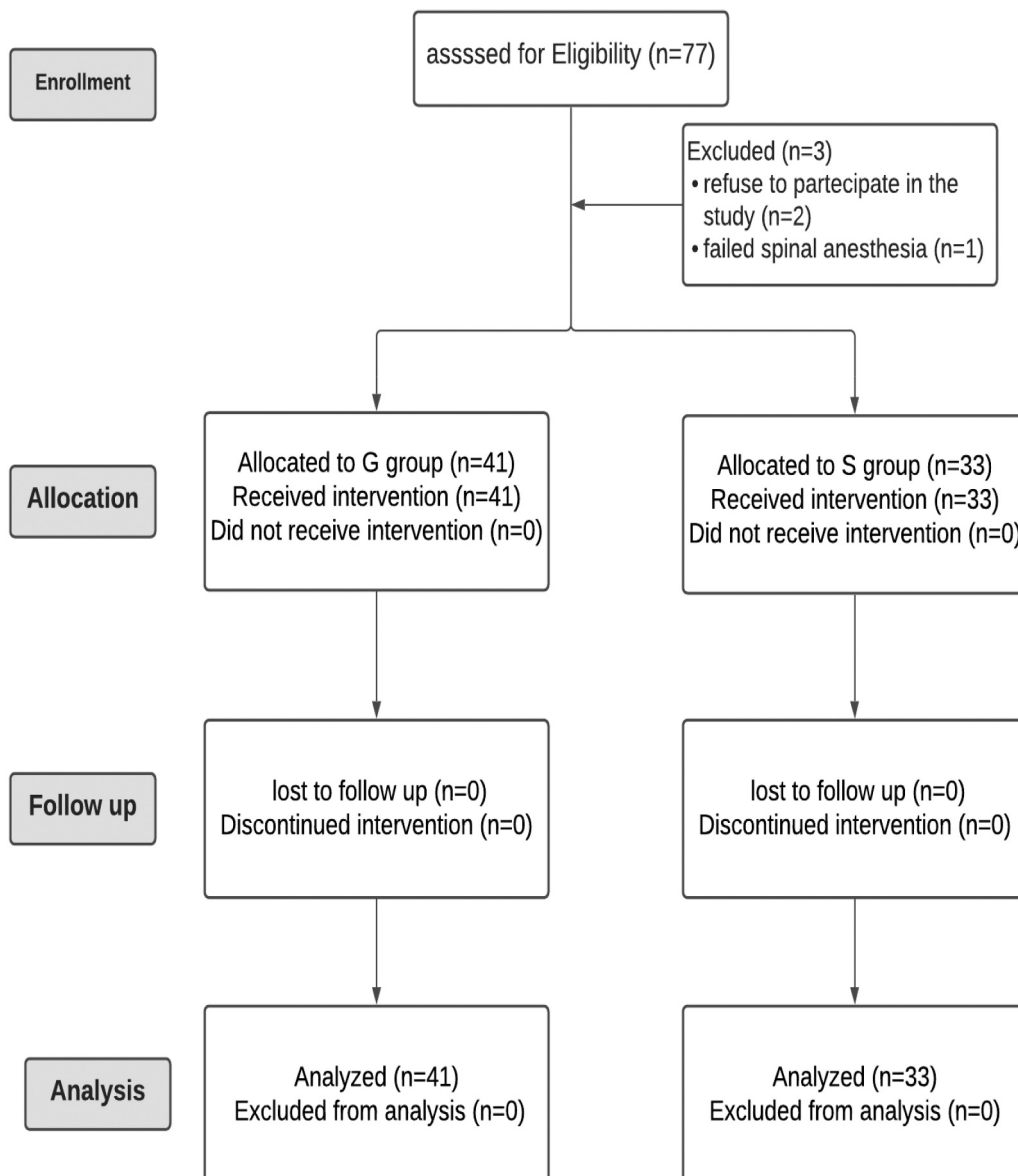 Enrollment
assssed for Eligibility (n=77)
Excluded (n=3)
• refuse to partecipate in the
study (n=2)
• failed spinal anesthesia (n=1)
Allocation
Allocated to G group (n=41)
Received intervention (n=41)
Did not receive intervention (n=0)
Allocated to S group (n=33)
Received intervention (n=33)
Did not receive intervention (n=0)
Follow up
lost to follow up (n=0)
Discontinued intervention (n=0)
lost to follow up (n=0)
Discontinued intervention (n=0)
Analysis
Analyzed (n=41)
Excluded from analysis (n=0)
Analyzed (n=33)
Excluded from analysis (n=0)